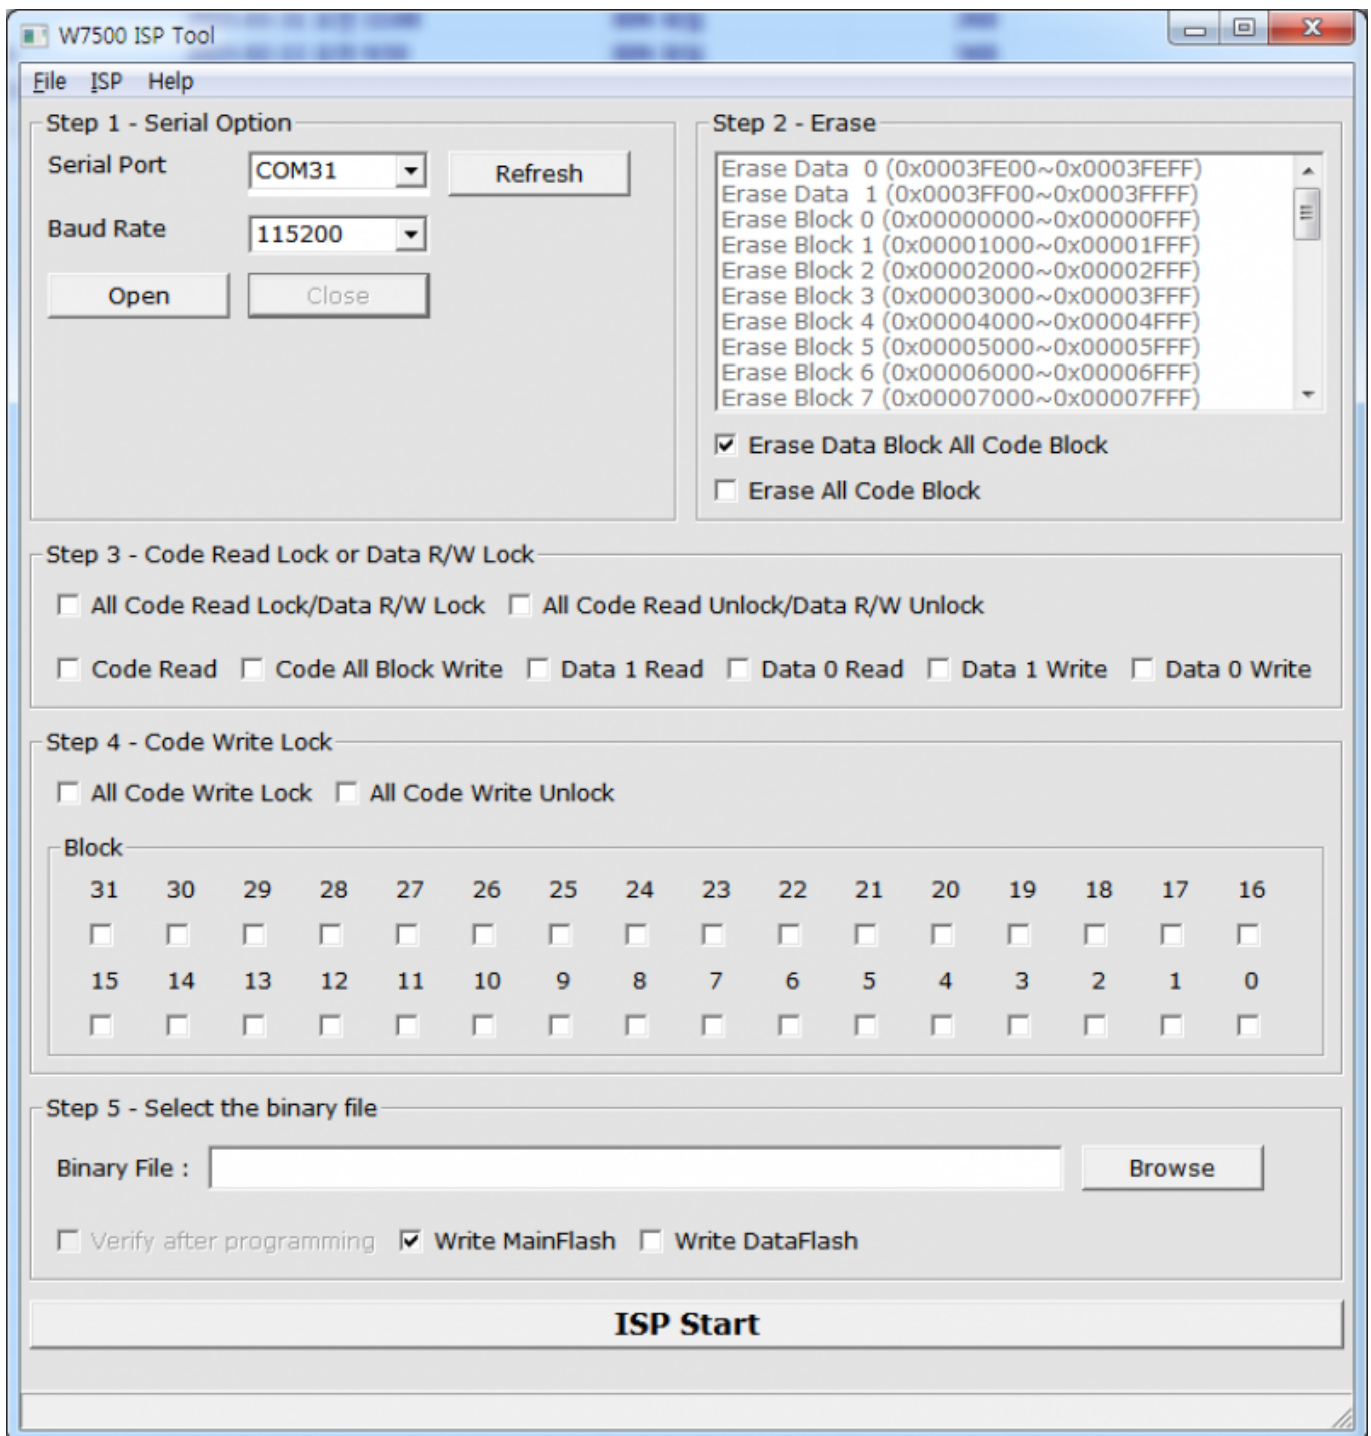 W7500 ISP Tool
File ISP Help
Step 1 - Serial Option
Serial Port COM31 Refresh
Baud Rate 115200
Open Close
Step 2 - Erase
Erase Data 0 (0x0003FE00~0x0003FEFF)
Erase Data 1 (0x0003FF00~0x0003FFFF)
Erase Block 0 (0x00000000~0x00000FFF)
Erase Block 1 (0x00001000~0x00001FFF)
Erase Block 2 (0x00002000~0x00002FFF)
Erase Block 3 (0x00003000~0x00003FFF)
Erase Block 4 (0x00004000~0x00004FFF)
Erase Block 5 (0x00005000~0x00005FFF)
Erase Block 6 (0x00006000~0x00006FFF)
Erase Block 7 (0x00007000~0x00007FFF)
Erase Data Block All Code Block
Erase All Code Block
Step 3 - Code Read Lock or Data R/W Lock
All Code Read Lock/Data R/W Lock All Code Read Unlock/Data R/W Unlock
Code Read Code All Block Write Data 1 Read Data 0 Read Data 1 Write Data 0 Write
Step 4 - Code Write Lock
All Code Write Lock All Code Write Unlock
Block
31 30 29 28 27 26 25 24 23 22 21 20 19 18 17 16
15 14 13 12 11 10 9 8 7 6 5 4 3 2 1 0
Step 5 - Select the binary file
Binary File : Browse
Verify after programming Write MainFlash Write DataFlash
ISP Start